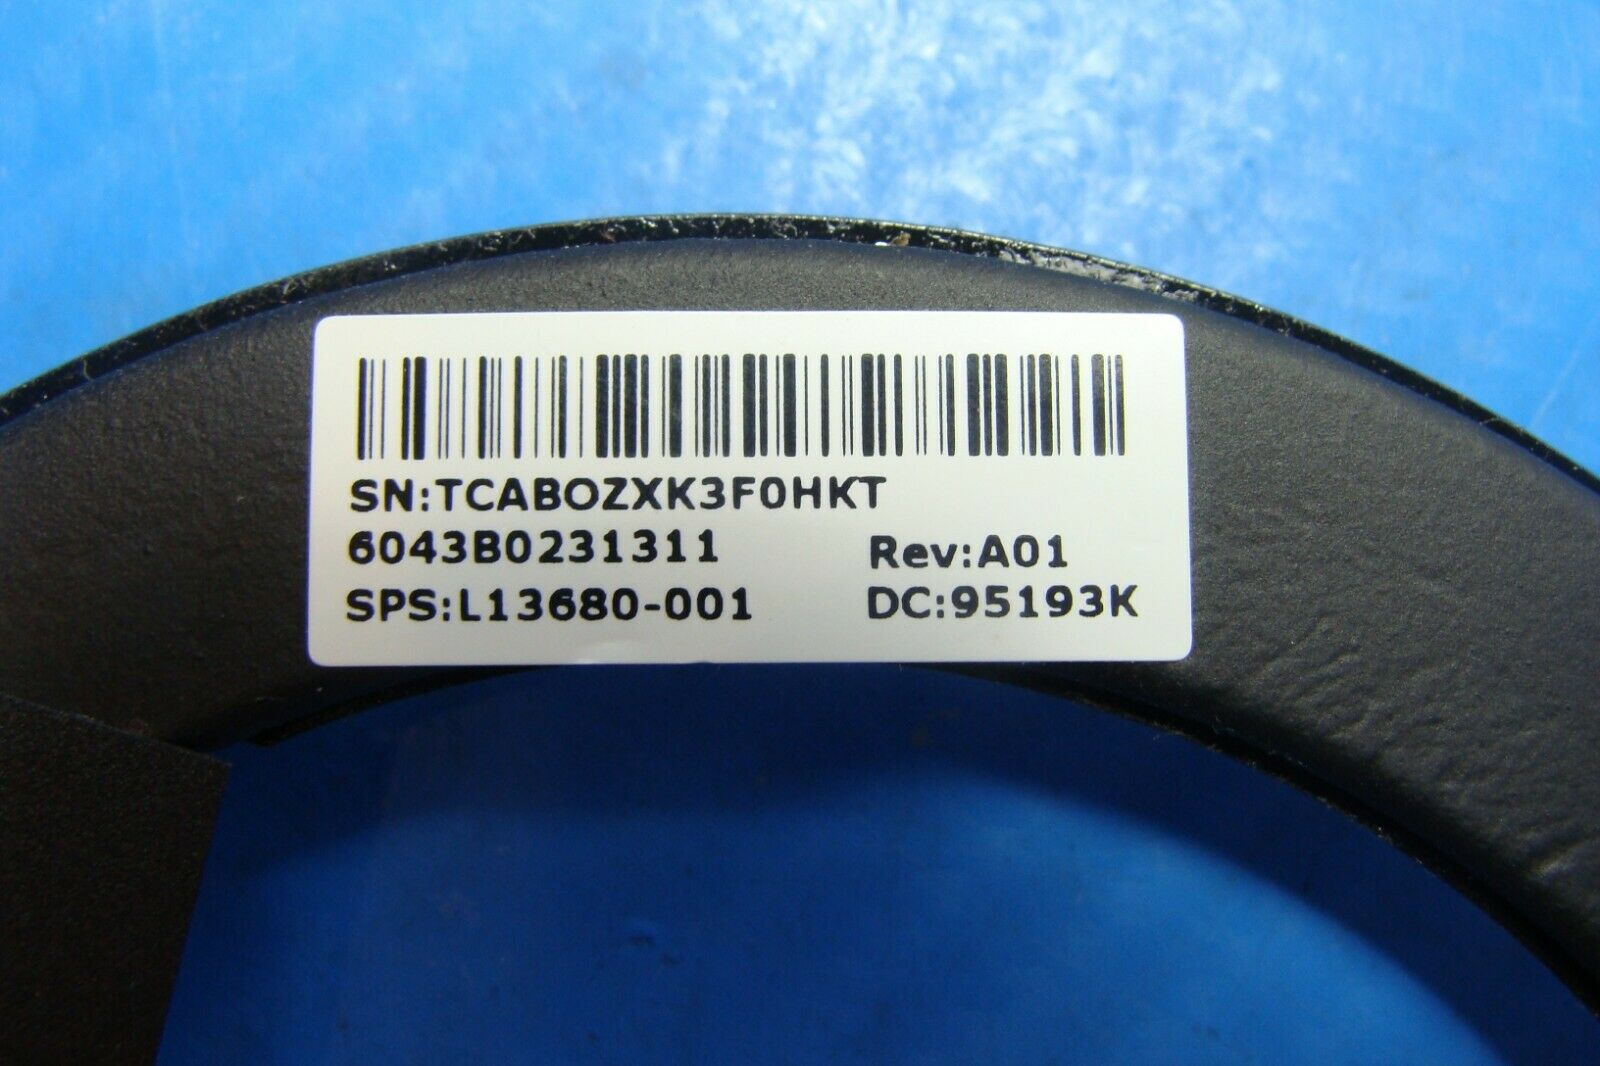 SN:TCABOZXK3F0HKT
6043B0231311 Rev:A01
SPS:L13680-001 DC:95193K